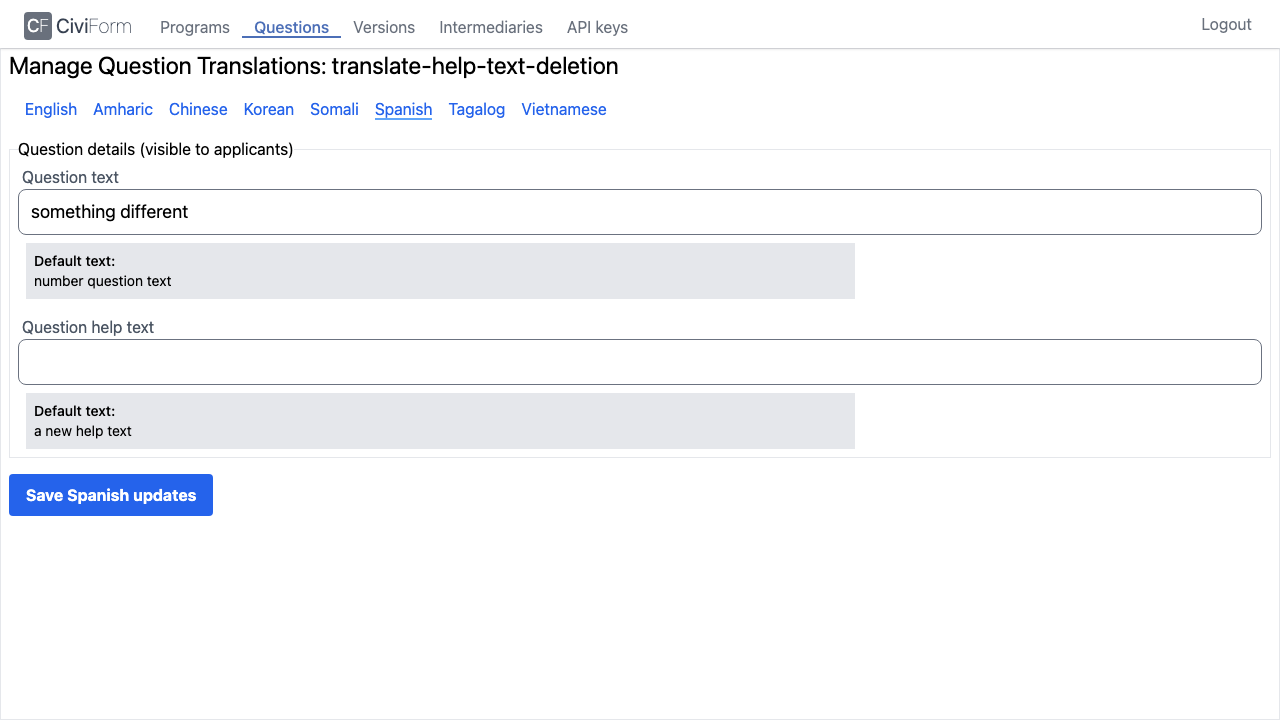 CF CiviForm Programs Questions Versions Intermediaries API keys Logout
Manage Question Translations: translate-help-text-deletion
English Amharic Chinese Korean Somali Spanish Tagalog Vietnamese
Question details (visible to applicants)
Question text
something different
Default text:
number question text
Question help text
Default text:
a new help text
Save Spanish updates